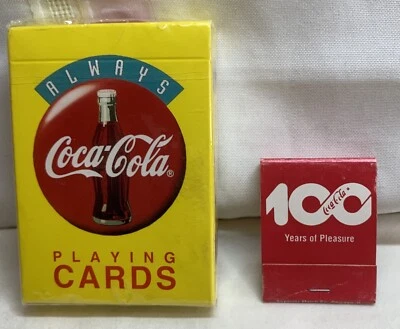 ALWAYS
Coca-Cola®
PLAYING
CARDS
100
Coca-Cola
Years of Pleasure